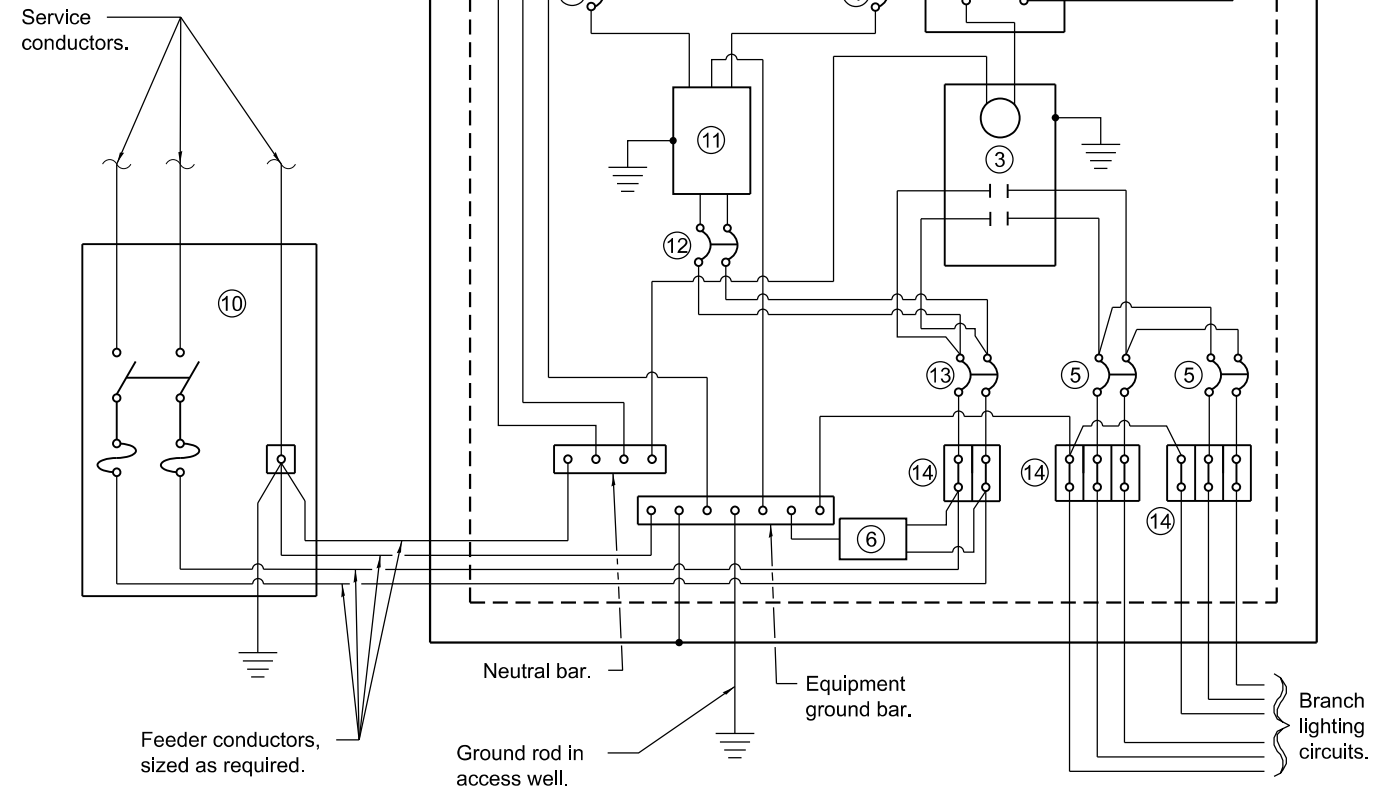 Service
conductors.
11
3
12
10
13
5
5
14
14
14
6
Neutral bar.
Equipment
ground bar.
Branch
lighting
circuits.
Feeder conductors,
sized as required.
Ground rod in
access well.